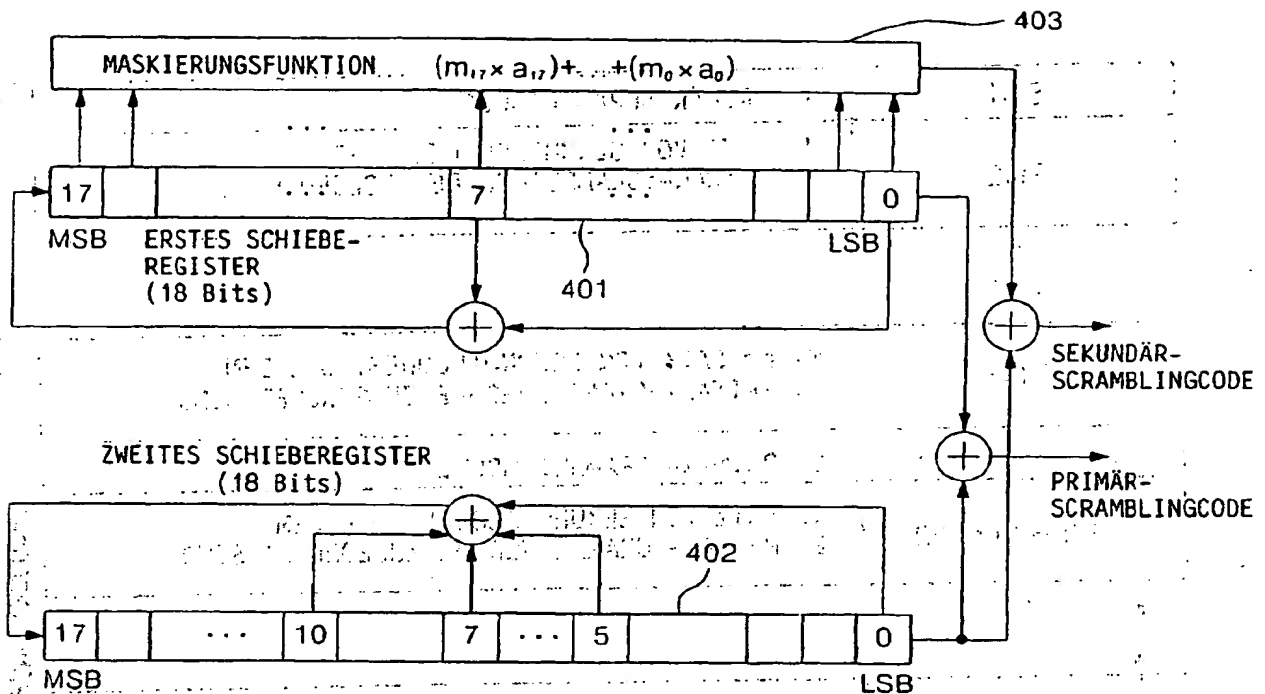 403
MASKIERUNGSFUNKTION (m₁₇ x a₁₇)+...+(m₀ x a₀)
... ...
17 ... 7 ... 0
MSB ERSTES SCHIEBE- LSB
REGISTER
(18 Bits)
401
+
+
SEKUNDÄR-
SCRAMBLINGCODE
ZWEITES SCHIEBEREGISTER
(18 Bits)
+
PRIMÄR-
SCRAMBLINGCODE
+
402
17 ... 10 7 ... 5 0
MSB LSB